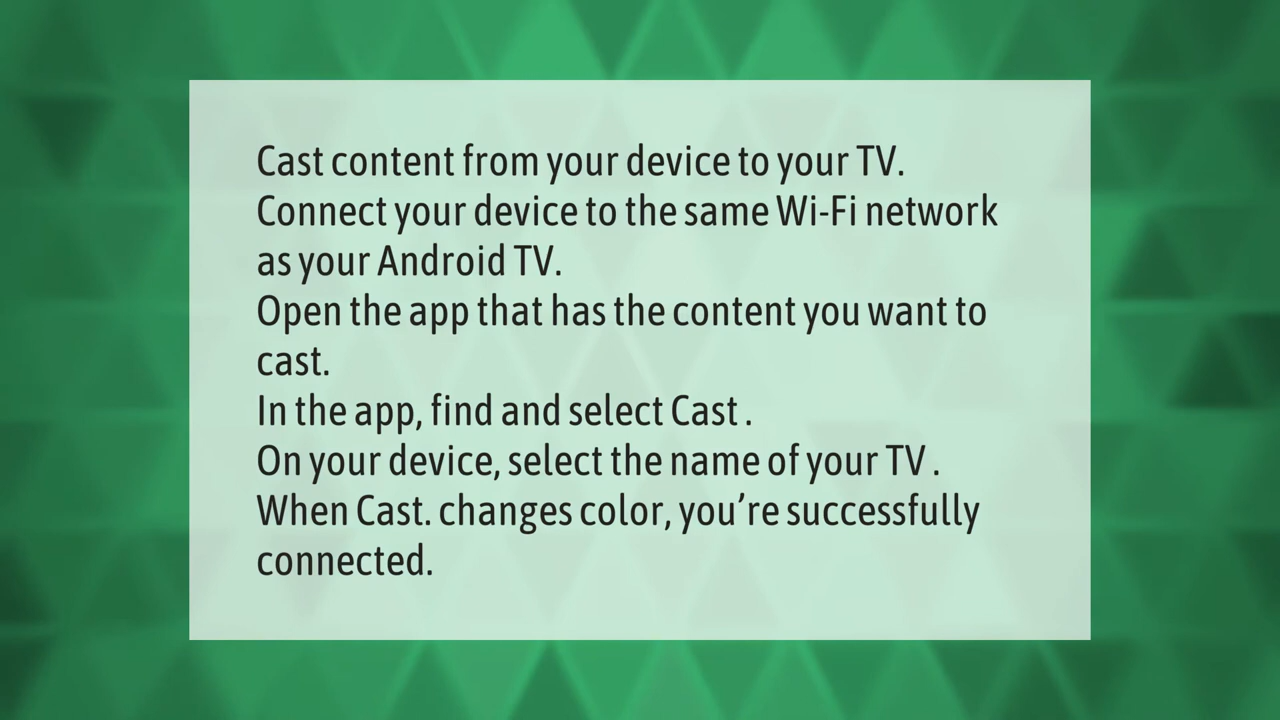 Cast content from your device to your TV.
Connect your device to the same Wi-Fi network
as your Android TV.
Open the app that has the content you want to
cast.
In the app, find and select Cast .
On your device, select the name of your TV .
When Cast. changes color, you’re successfully
connected.